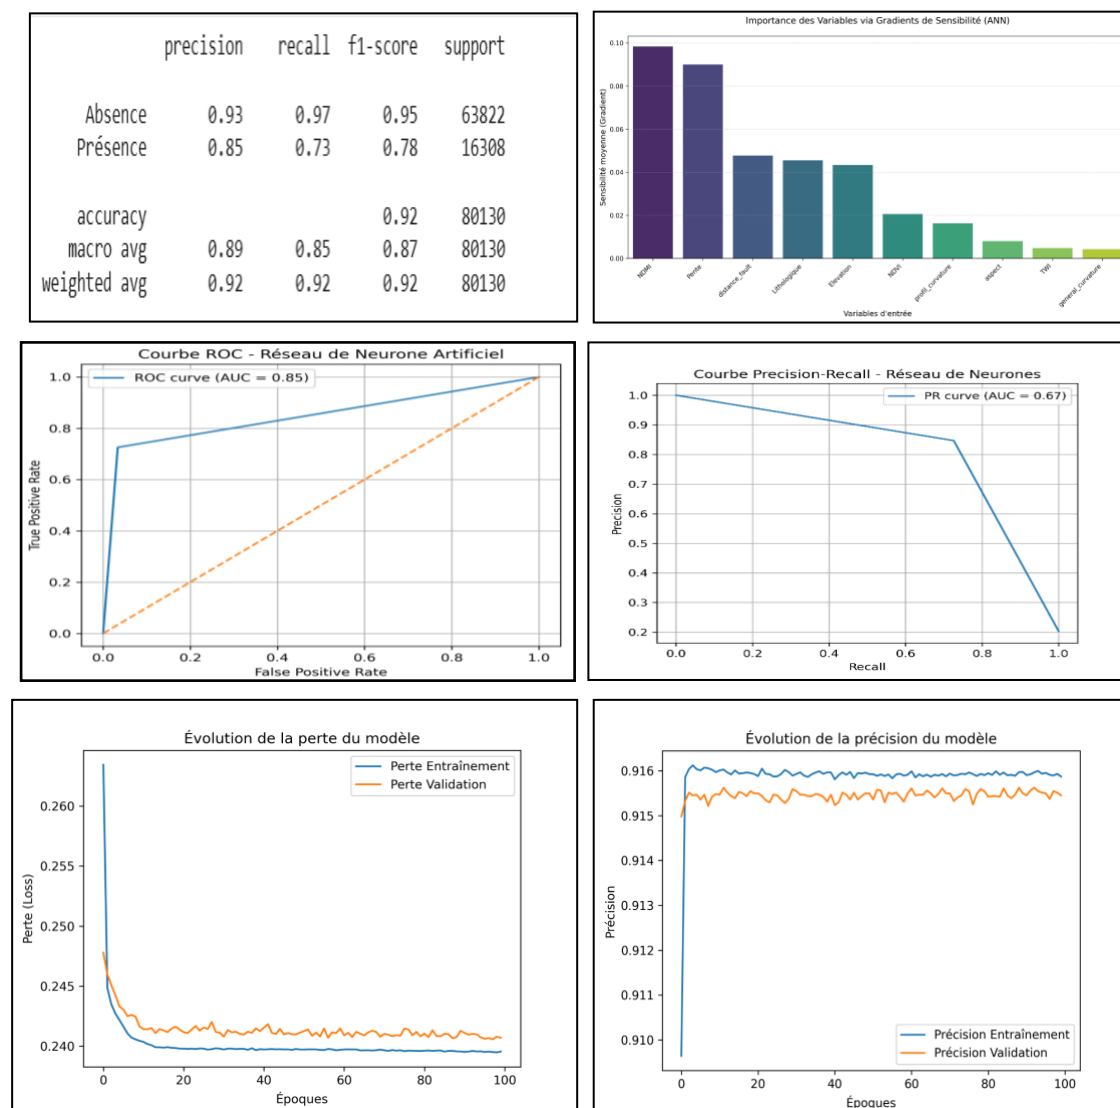 precision recall f1-score support
Absence 0.93 0.97 0.95 63822
Présence 0.85 0.73 0.78 16308
accuracy 0.92 80130
macro avg 0.89 0.85 0.87 80130
weighted avg 0.92 0.92 0.92 80130
Importance des Variables via Gradients de Sensibilité (ANN)
Sensibilité moyenne (Gradient)
0.10
0.08
0.06
0.04
0.02
0.00
NDMI Pente distance_fault Lithologique Elevation NDVI profil_curvature aspect TWI general_curvature
Variables d'entrée
Courbe ROC - Réseau de Neurone Artificiel
ROC curve (AUC = 0.85)
True Positive Rate
1.0
0.8
0.6
0.4
0.2
0.0
0.0 0.2 0.4 0.6 0.8 1.0
False Positive Rate
Courbe Precision-Recall - Réseau de Neurones
PR curve (AUC = 0.67)
Precision
1.0
0.9
0.8
0.7
0.6
0.5
0.4
0.3
0.2
0.0 0.2 0.4 0.6 0.8 1.0
Recall
Évolution de la perte du modèle
Perte Entraînement
Perte Validation
Perte (Loss)
0.260
0.255
0.250
0.245
0.240
0 20 40 60 80 100
Époques
Évolution de la précision du modèle
Précision
0.916
0.915
0.914
0.913
0.912
0.911
0.910
Précision Entraînement
Précision Validation
0 20 40 60 80 100
Époques